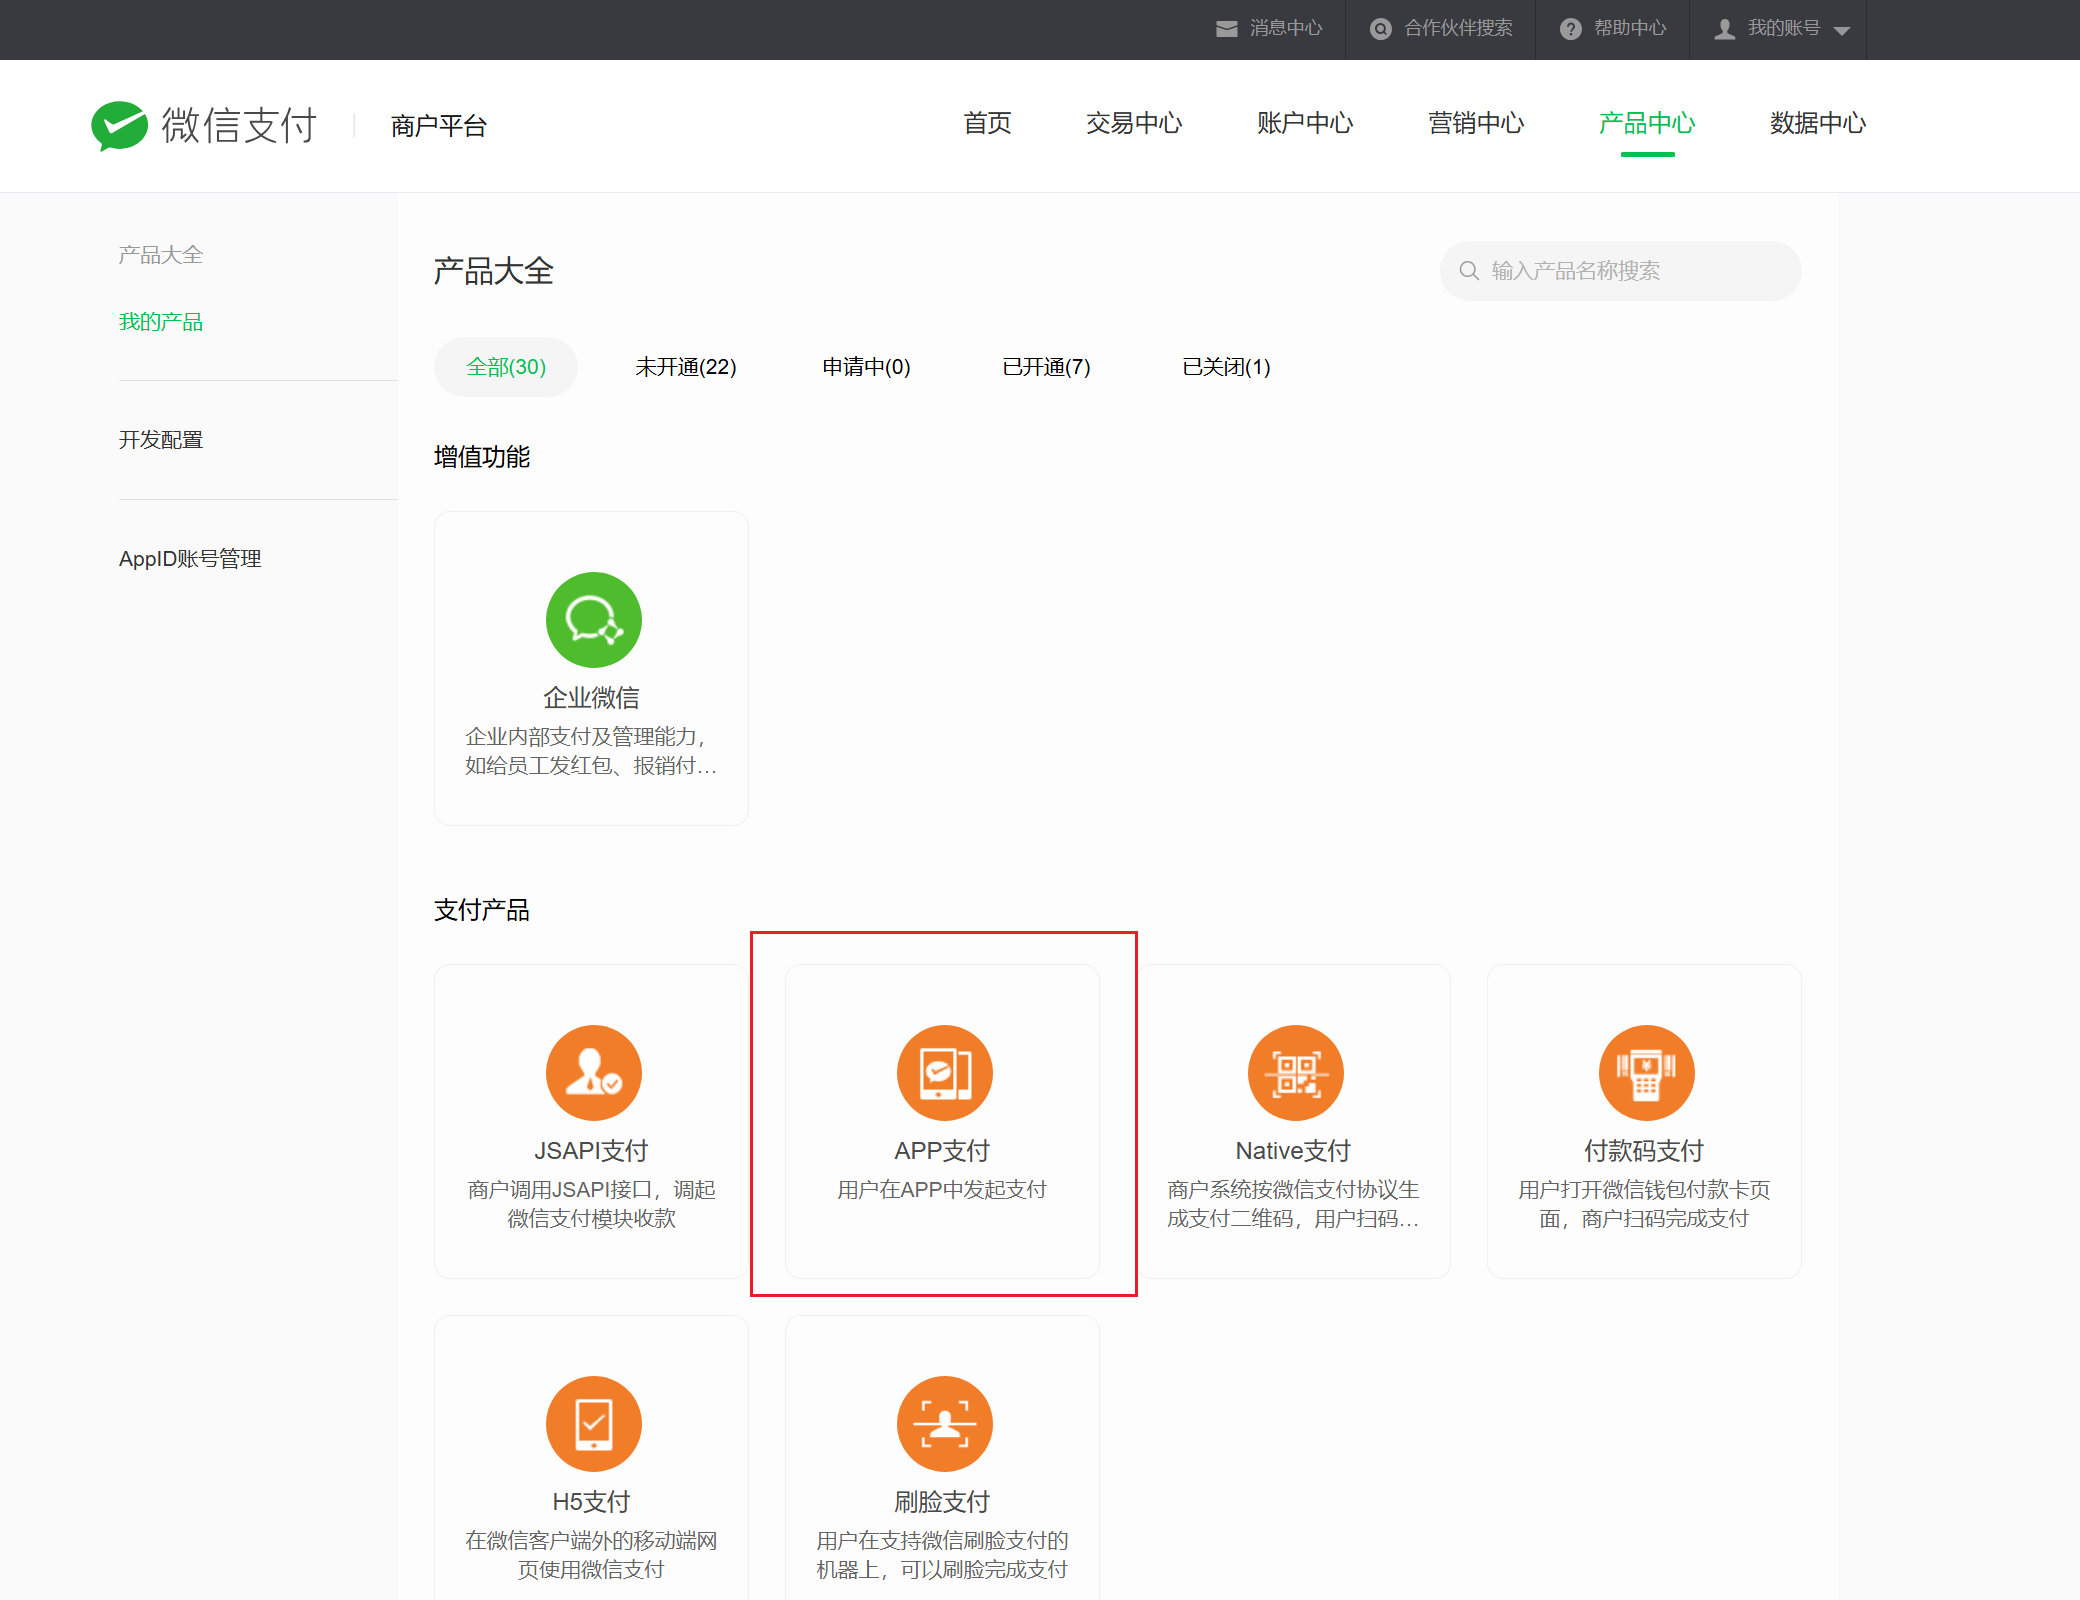 消息中心
合作伙伴搜索
帮助中心
我的账号
微信支付
商户平台
首页
交易中心
账户中心
营销中心
产品中心
数据中心
产品大全
我的产品
开发配置
AppID账号管理
产品大全
输入产品名称搜索
全部(30)
未开通(22)
申请中(0)
已开通(7)
已关闭(1)
增值功能
企业微信
企业内部支付及管理能力，
如给员工发红包、报销付…
支付产品
JSAPI支付
商户调用JSAPI接口，调起
微信支付模块收款
APP支付
用户在APP中发起支付
Native支付
商户系统按微信支付协议生
成支付二维码，用户扫码…
付款码支付
用户打开微信钱包付款卡页
面，商户扫码完成支付
H5支付
在微信客户端外的移动端网
页使用微信支付
刷脸支付
用户在支持微信刷脸支付的
机器上，可以刷脸完成支付